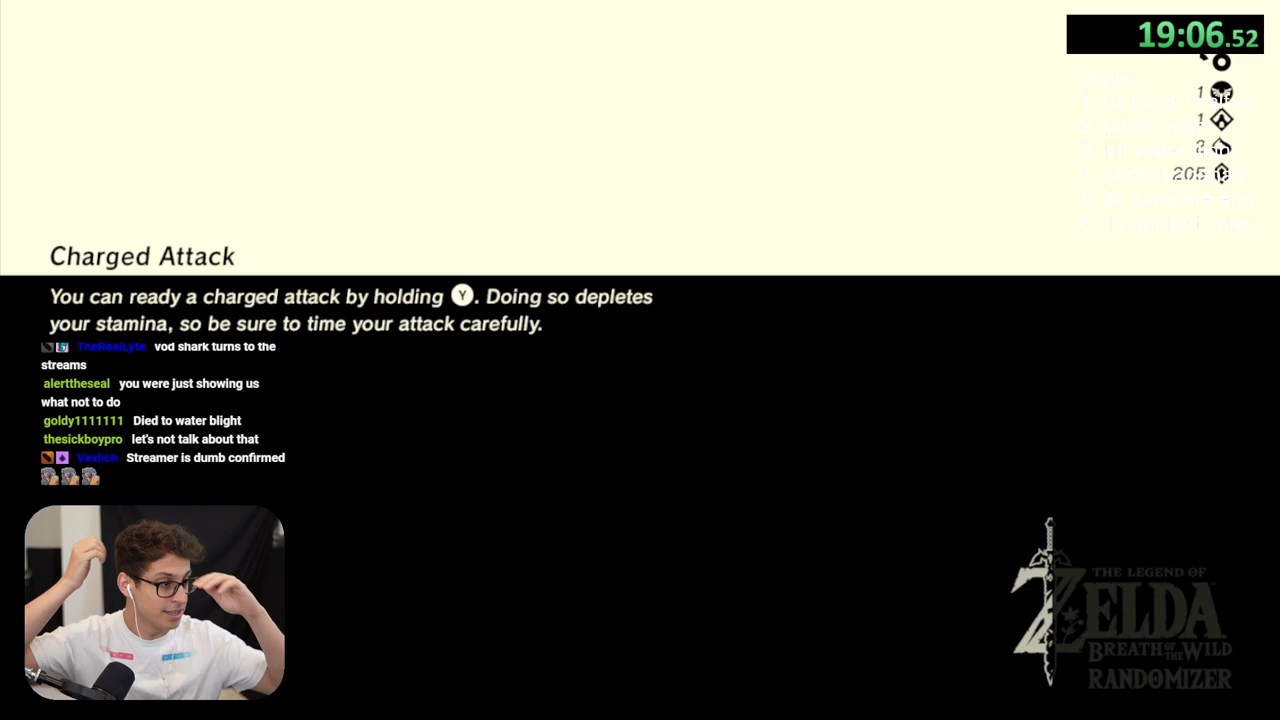 19:06.52
1
1
2
205
Charged Attack
You can ready a charged attack by holding Y. Doing so depletes
your stamina, so be sure to time your attack carefully.
TheRealLyte vod shark turns to the
streams
alerttheseal you were just showing us
what not to do
goldy1111111 Died to water blight
thesickboypro let's not talk about that
Streamer is dumb confirmed
THE LEGEND OF
ZELDA
BREATH OF THE WILD
RANDOMIZER